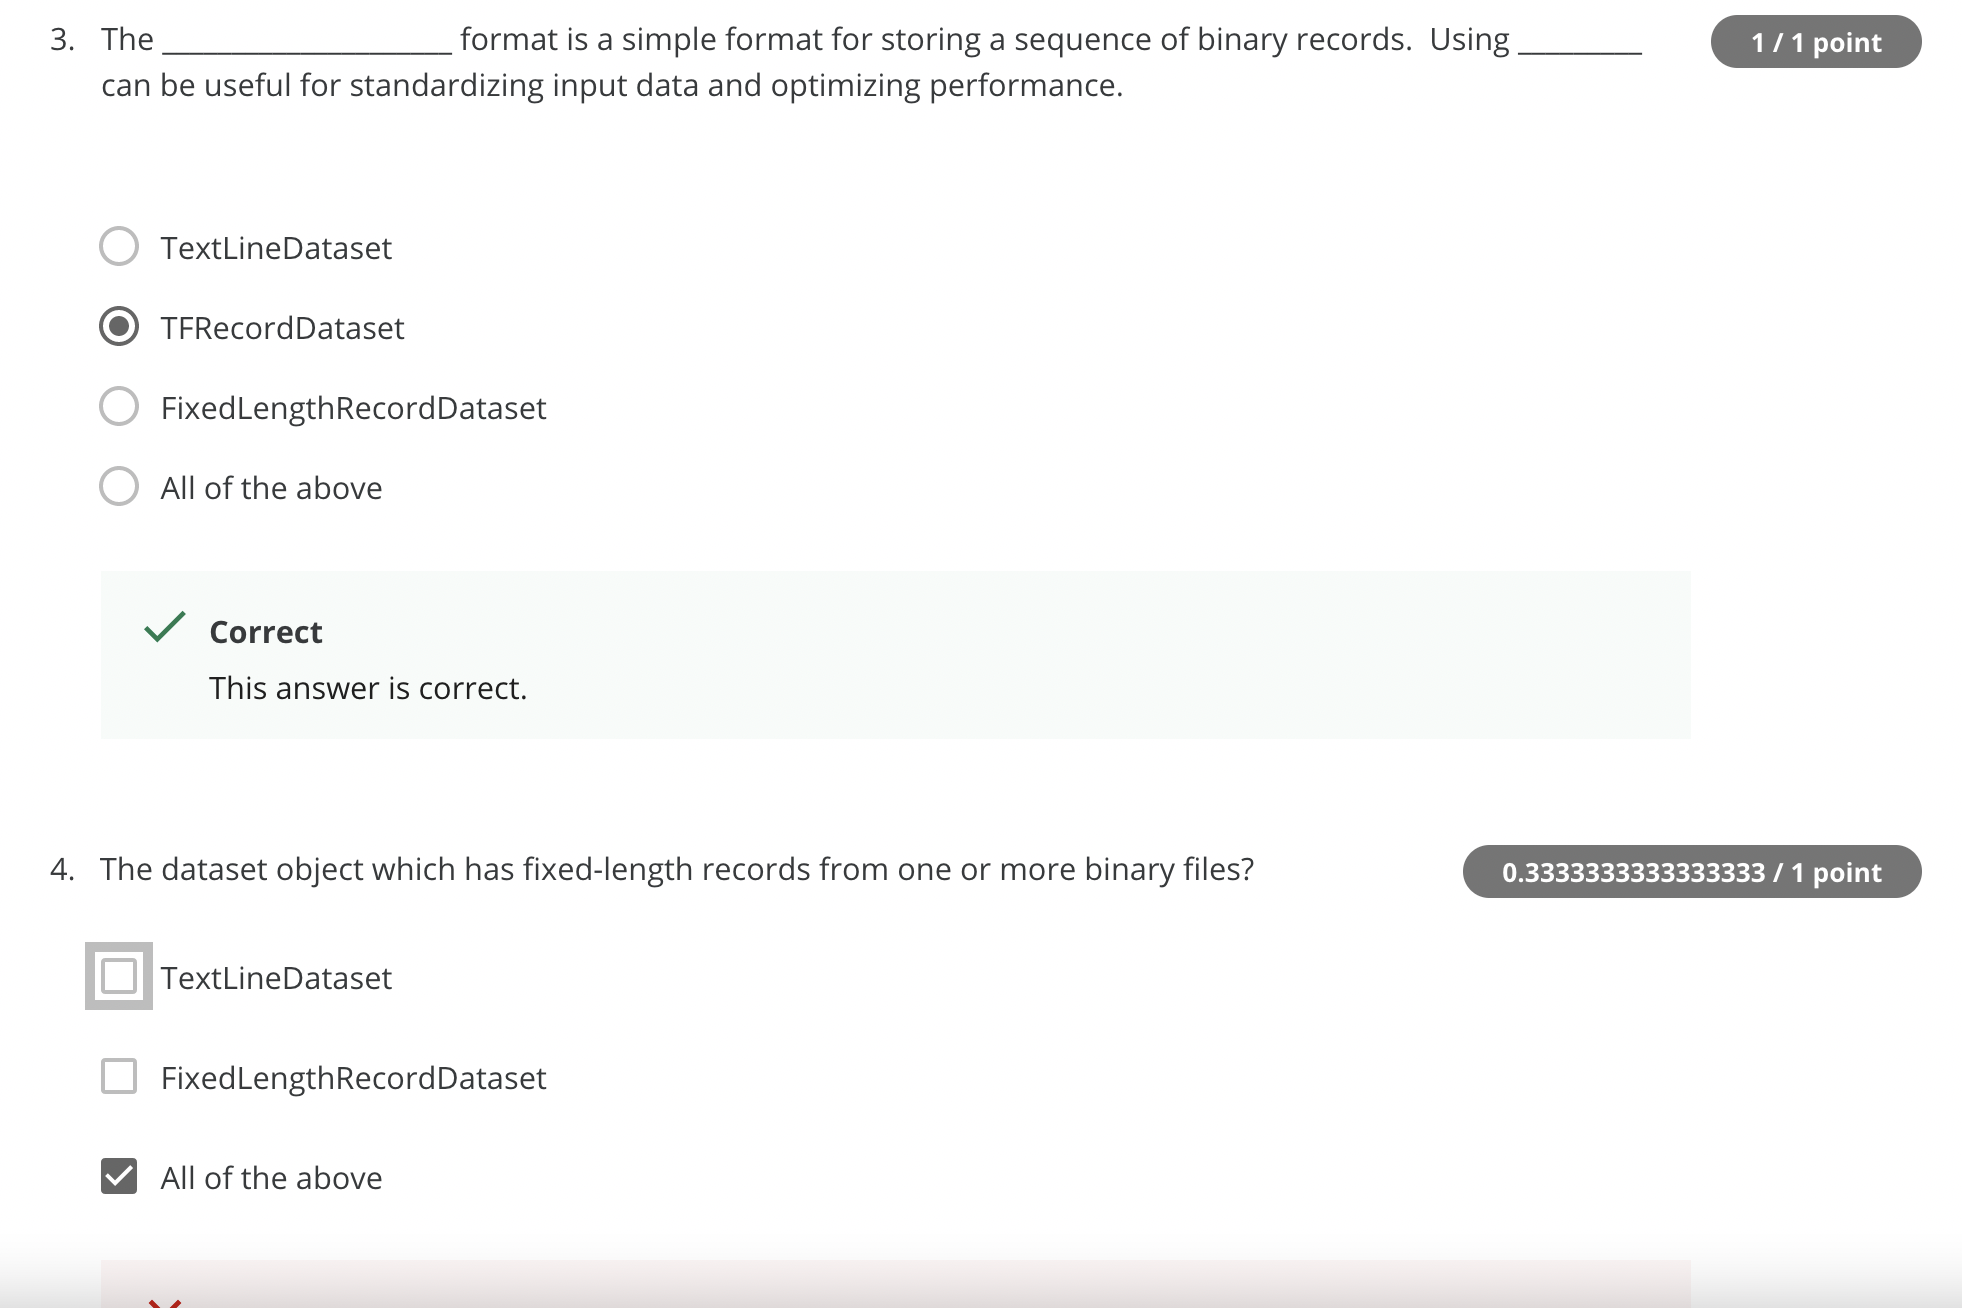 3. The ____________________ format is a simple format for storing a sequence of binary records.  Using _________
1 / 1 point
can be useful for standardizing input data and optimizing performance.
TextLineDataset
TFRecordDataset
FixedLengthRecordDataset
All of the above
Correct
This answer is correct.
4. The dataset object which has fixed-length records from one or more binary files?
0.3333333333333333 / 1 point
TextLineDataset
FixedLengthRecordDataset
All of the above